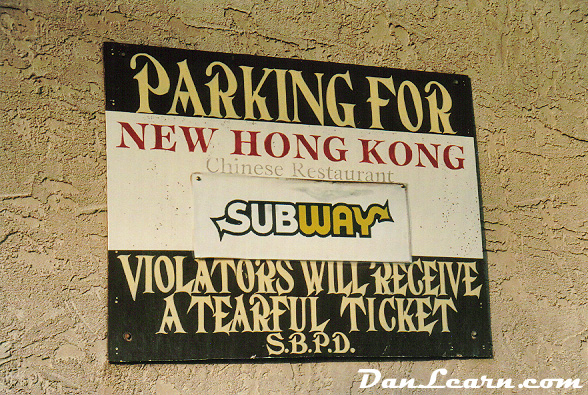 PARKING FOR
NEW HONG KONG
Chinese Restaurant
SUBWAY
VIOLATORS WILL RECEIVE
A TEARFUL TICKET
S.B.P.D.
DanLearn.com